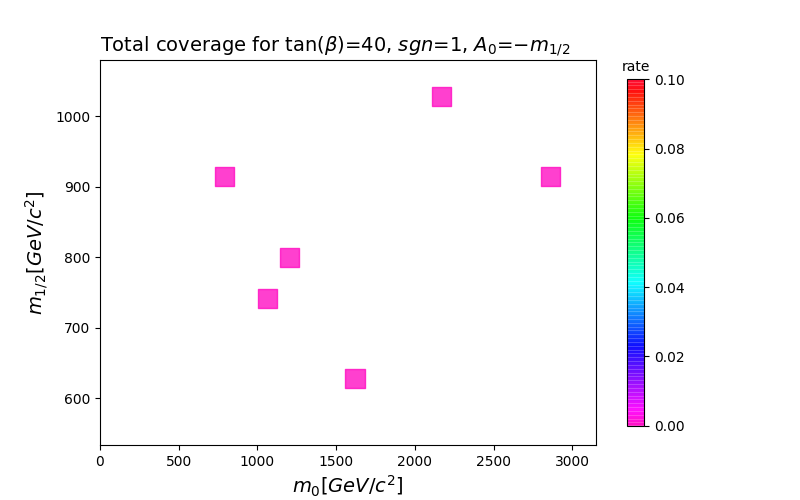 Total coverage for tan(β)=40, sgn=1, A₀=−m₁/₂
rate
0.10
0.08
0.06
0.04
0.02
0.00
m₁/₂[GeV/c²]
1000
900
800
700
600
0 500 1000 1500 2000 2500 3000
m₀[GeV/c²]